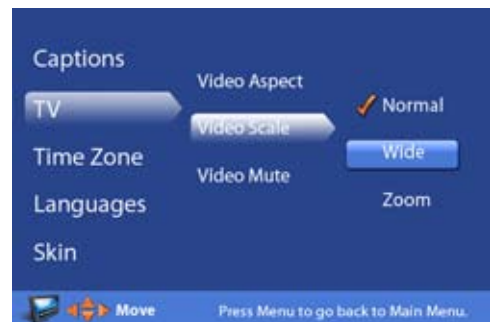 Captions
TV
Time Zone
Languages
Skin
Video Aspect
Video Scale
Video Mute
Normal
Wide
Zoom
Move
Press Menu to go back to Main Menu.